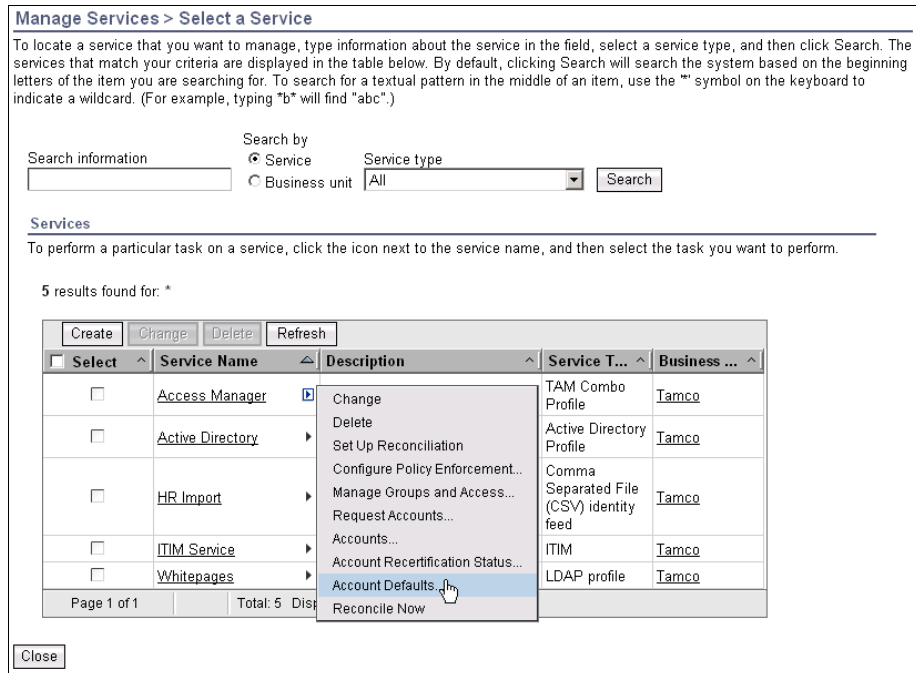 Manage Services > Select a Service
To locate a service that you want to manage, type information about the service in the field, select a service type, and then click Search. The
services that match your criteria are displayed in the table below. By default, clicking Search will search the system based on the beginning
letters of the item you are searching for. To search for a textual pattern in the middle of an item, use the '*' symbol on the keyboard to
indicate a wildcard. (For example, typing *b* will find "abc".)
Search by
Search information
Service
Service type
Business unit
All
Search
Services
To perform a particular task on a service, click the icon next to the service name, and then select the task you want to perform.
5 results found for: *
Create Change Delete Refresh
Select Service Name Description Service T... Business ...
Access Manager
TAM Combo
Profile
Tamco
Active Directory
Active Directory
Profile
Tamco
HR Import
Comma
Separated File
(CSV) identity
feed
Tamco
ITIM Service
ITIM
Tamco
Whitepages
LDAP profile
Tamco
Change
Delete
Set Up Reconciliation
Configure Policy Enforcement...
Manage Groups and Access...
Request Accounts...
Accounts...
Account Recertification Status...
Account Defaults...
Reconcile Now
Page 1 of 1 Total: 5 Disp
Close